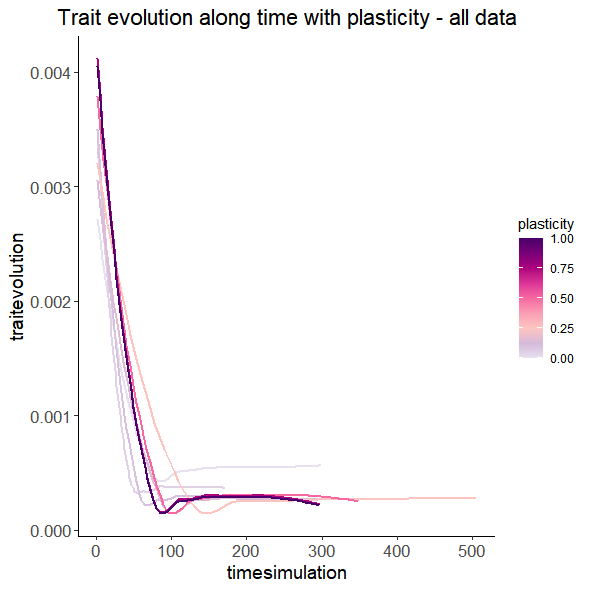 Trait evolution along time with plasticity - all data
traitevolution
0.004
0.003
0.002
0.001
0.000
0 100 200 300 400 500
timesimulation
plasticity
1.00
0.75
0.50
0.25
0.00